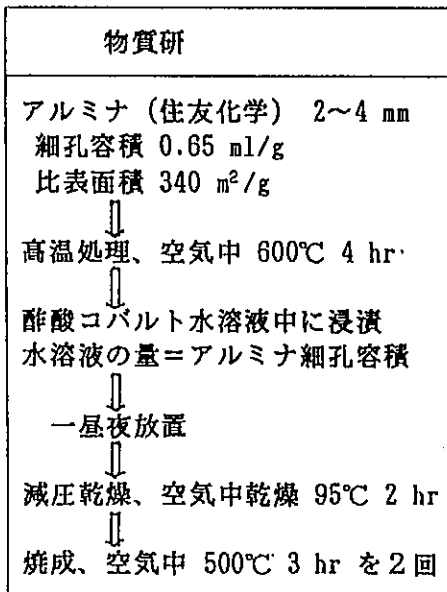 物質研
アルミナ (住友化学) 2〜4 mm
細孔容積 0.65 ml/g
比表面積 340 m²/g
⇓
高温処理、空気中 600℃ 4 hr
⇓
酢酸コバルト水溶液中に浸漬
水溶液の量＝アルミナ細孔容積
⇓
一昼夜放置
⇓
減圧乾燥、空気中乾燥 95℃ 2 hr
⇓
焼成、空気中 500℃ 3 hr を2回